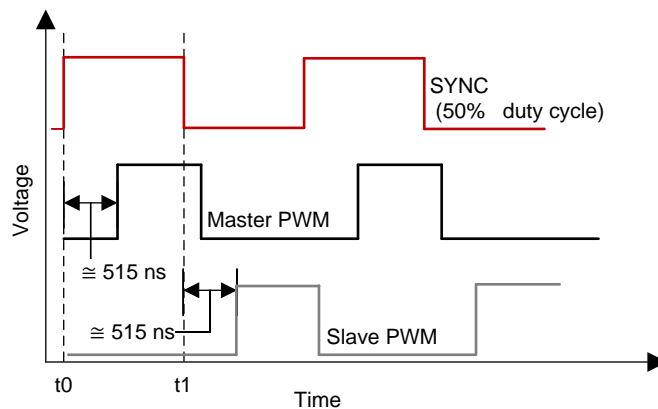 SYNC
(50% duty cycle)
Voltage
Master PWM
≅ 515 ns
≅ 515 ns
Slave PWM
t0
t1
Time